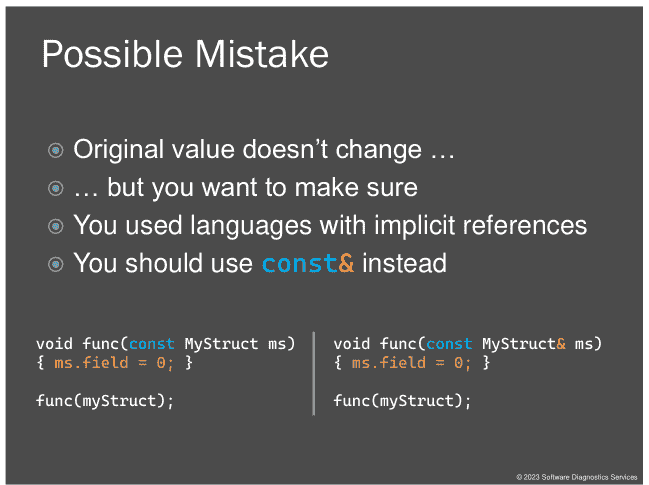 Possible Mistake
Original value doesn’t change …
… but you want to make sure
You used languages with implicit references
You should use const& instead
void func(const MyStruct ms)
{ ms.field = 0; }
func(myStruct);
void func(const MyStruct& ms)
{ ms.field = 0; }
func(myStruct);
© 2023 Software Diagnostics Services